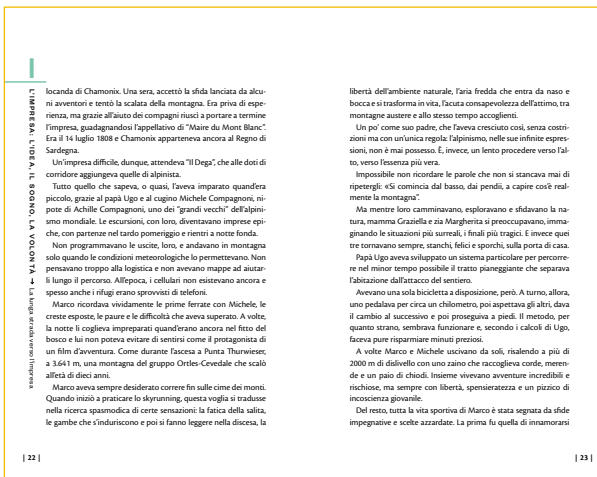 L'IMPRESA: L'IDEA, IL SOGNO, LA VOLONTÀ → La lunga strada verso l'impresa
locanda di Chamonix. Una sera, accettò la sfida lanciata da alcu-
ni avventori e tentò la scalata della montagna. Era priva di espe-
rienza, ma grazie all'aiuto dei compagni riuscì a portare a termine
l'impresa, guadagnandosi l'appellativo di "Maire du Mont Blanc".
Era il 14 luglio 1808 e Chamonix apparteneva ancora al Regno di
Sardegna.
Un'impresa difficile, dunque, attendeva "Il Dega", che alle doti di
corridore aggiungeva quelle di alpinista.
Tutto quello che sapeva, o quasi, l'aveva imparato quand'era
piccolo, grazie al papà Ugo e al cugino Michele Compagnoni, ni-
pote di Achille Compagnoni, uno dei "grandi vecchi" dell'alpini-
smo mondiale. Le escursioni, con loro, diventavano imprese epi-
che, con partenze nel tardo pomeriggio e rientri a notte fonda.
Non programmavano le uscite, loro, e andavano in montagna
solo quando le condizioni meteorologiche lo permettevano. Non
pensavano troppo alla logistica e non avevano mappe ad aiutar-
li lungo il percorso. All'epoca, i cellulari non esistevano ancora e
spesso anche i rifugi erano sprovvisti di telefoni.
Marco ricordava vividamente le prime ferrate con Michele, le
creste esposte, le paure e le difficoltà che aveva superato. A volte,
la notte li coglieva impreparati quand'erano ancora nel fitto del
bosco e lui non poteva evitare di sentirsi come il protagonista di
un film d'avventura. Come durante l'ascesa a Punta Thurwieser,
a 3.641 m, una montagna del gruppo Ortles-Cevedale che scalò
all'età di dieci anni.
Marco aveva sempre desiderato correre fin sulle cime dei monti.
Quando iniziò a praticare lo skyrunning, questa voglia si tradusse
nella ricerca spasmodica di certe sensazioni: la fatica della salita,
le gambe che s'induriscono e poi si fanno leggere nella discesa, la
| 22 |
libertà dell'ambiente naturale, l'aria fredda che entra da naso e
bocca e si trasforma in vita, l'acuta consapevolezza dell'attimo, tra
montagne austere e allo stesso tempo accoglienti.
Un po' come suo padre, che l'aveva cresciuto così, senza costri-
zioni ma con un'unica regola: l'alpinismo, nelle sue infinite espres-
sioni, non è mai possesso. È, invece, un lento procedere verso l'al-
to, verso l'essenza più vera.
Impossibile non ricordare le parole che non si stancava mai di
ripetergli: «Si comincia dal basso, dai pendii, a capire cos'è real-
mente la montagna".
Ma mentre loro camminavano, esploravano e sfidavano la na-
tura, mamma Graziella e zia Margherita si preoccupavano, imma-
ginando le situazioni più surreali, i finali più tragici. E invece quei
tre tornavano sempre, stanchi, felici e sporchi, sulla porta di casa.
Papà Ugo aveva sviluppato un sistema particolare per percorre-
re nel minor tempo possibile il tratto pianeggiante che separava
l'abitazione dall'attacco del sentiero.
Avevano una sola bicicletta a disposizione, però. A turno, allora,
uno pedalava per circa un chilometro, poi aspettava gli altri, dava
il cambio al successivo e poi proseguiva a piedi. Il metodo, per
quanto strano, sembrava funzionare e, secondo i calcoli di Ugo,
faceva pure risparmiare minuti preziosi.
A volte Marco e Michele uscivano da soli, risalendo a più di
2000 m di dislivello con uno zaino che raccoglieva corde, meren-
de e un paio di chiodi. Insieme vivevano avventure incredibili e
rischiose, ma sempre con libertà, spensieratezza e un pizzico di
incoscienza giovanile.
Del resto, tutta la vita sportiva di Marco è stata segnata da sfide
impegnative e scelte azzardate. La prima fu quella di innamorarsi
| 23 |